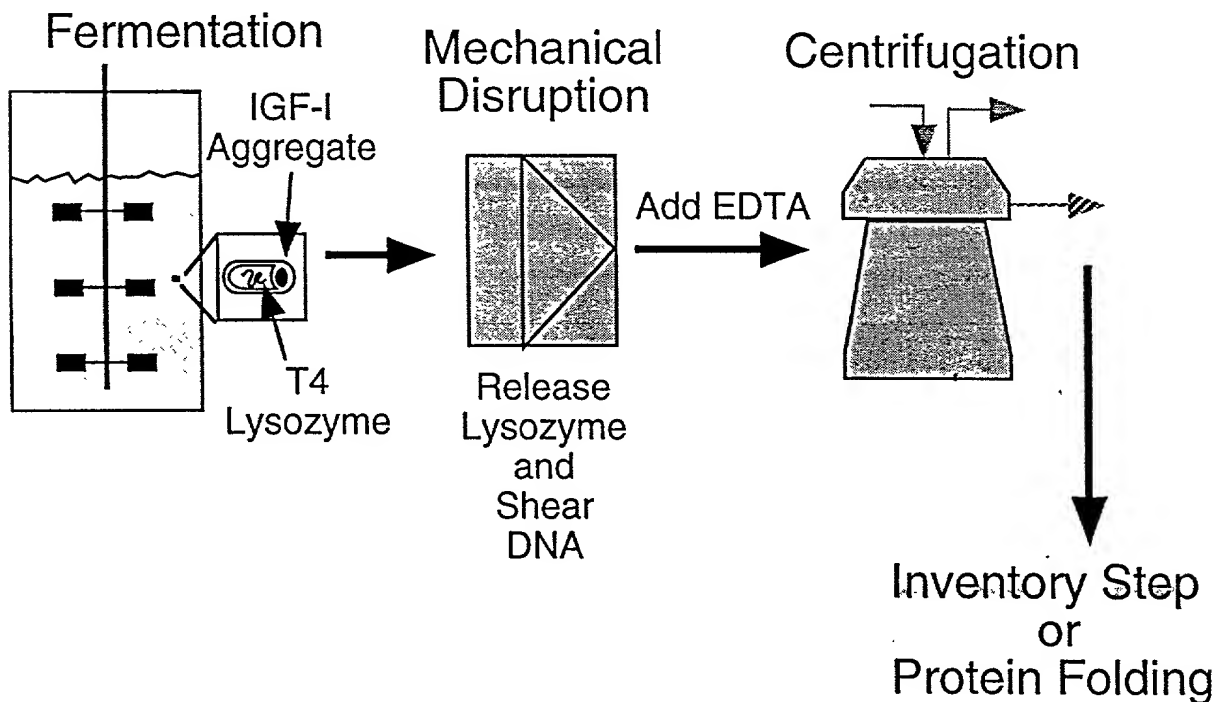 Fermentation
IGF-I
Aggregate
T4
Lysozyme
Mechanical
Disruption
Release
Lysozyme
and
Shear
DNA
Add EDTA
Centrifugation
Inventory Step
or
Protein Folding